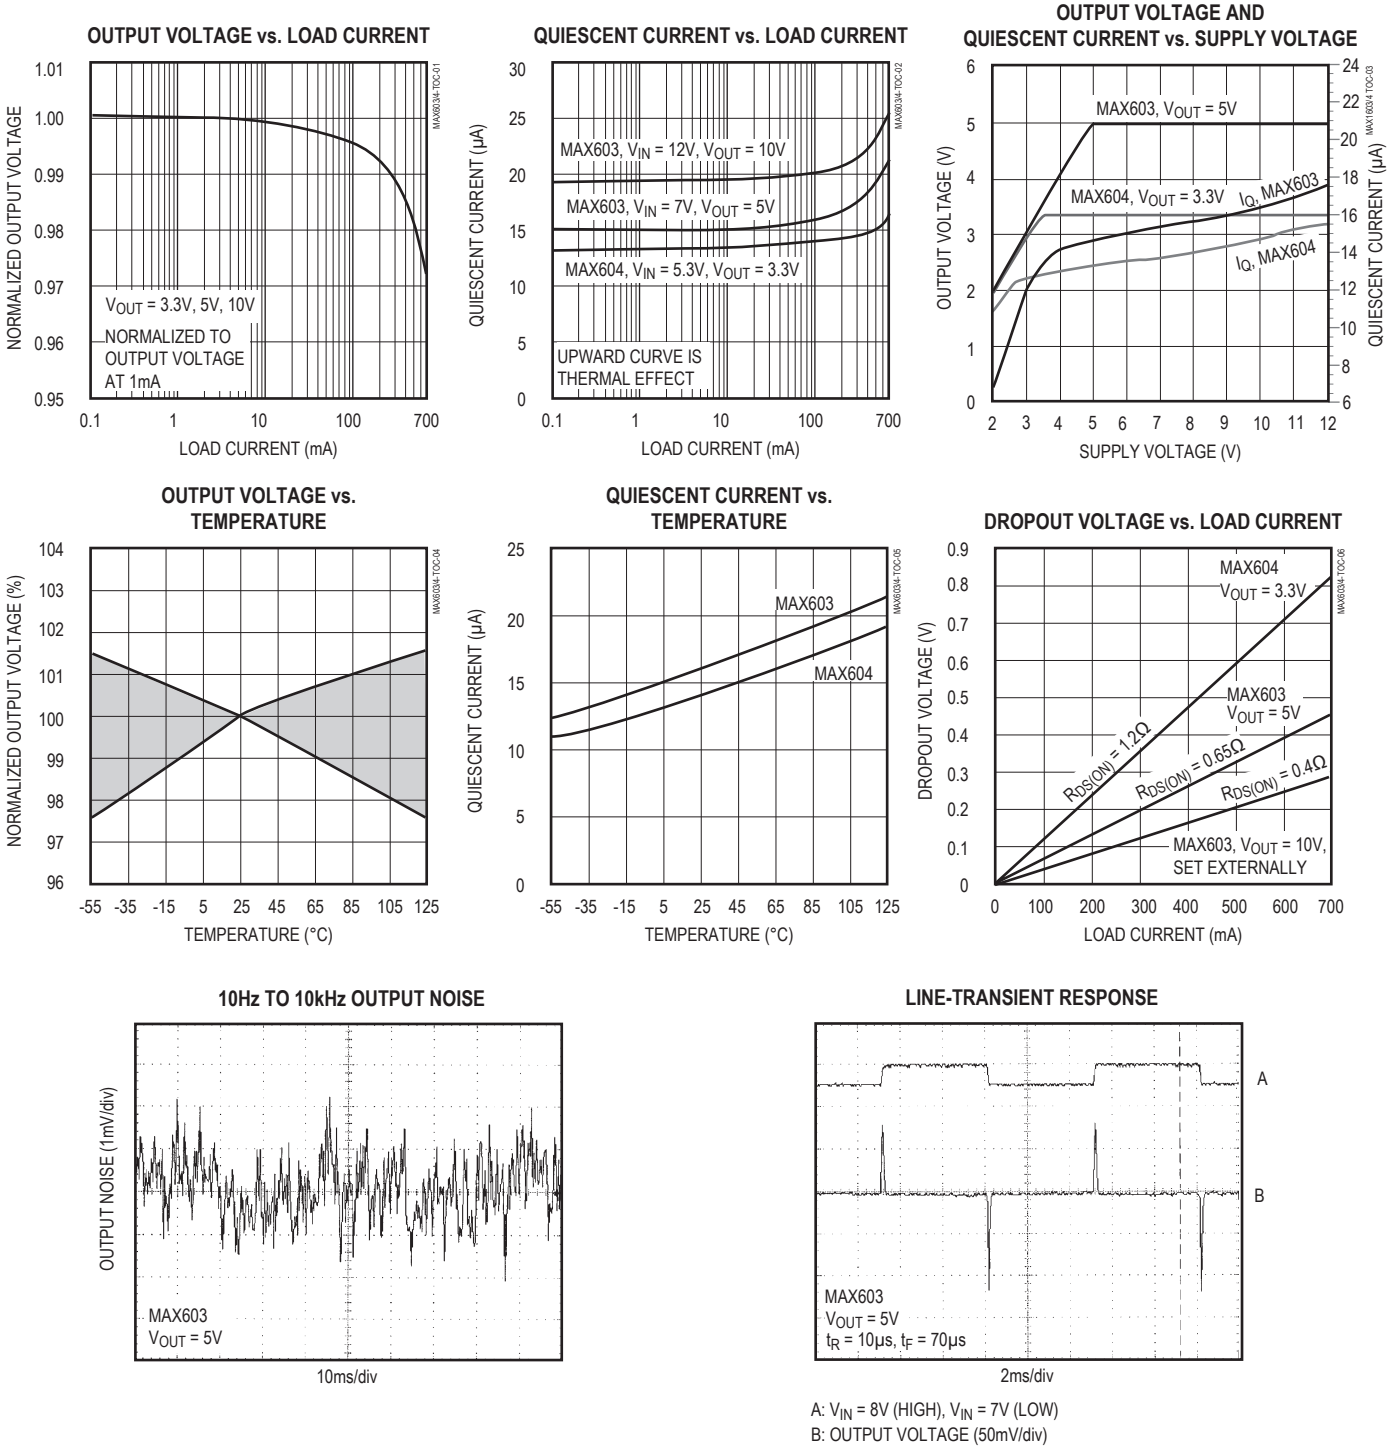 OUTPUT VOLTAGE vs. LOAD CURRENT
1.01
1.00
0.99
0.98
0.97
0.96
0.95
NORMALIZED OUTPUT VOLTAGE
MAX603/4-TOC-01
VOUT = 3.3V, 5V, 10V
NORMALIZED TO
OUTPUT VOLTAGE
AT 1mA
0.1 1 10 100 700
LOAD CURRENT (mA)
QUIESCENT CURRENT vs. LOAD CURRENT
30
25
20
15
10
5
0
QUIESCENT CURRENT (µA)
MAX603/4-TOC-02
MAX603, VIN = 12V, VOUT = 10V
MAX603, VIN = 7V, VOUT = 5V
MAX604, VIN = 5.3V, VOUT = 3.3V
UPWARD CURVE IS
THERMAL EFFECT
0.1 1 10 100 700
LOAD CURRENT (mA)
OUTPUT VOLTAGE AND
QUIESCENT CURRENT vs. SUPPLY VOLTAGE
6
5
4
3
2
1
0
OUTPUT VOLTAGE (V)
24
22
20
18
16
14
12
10
8
6
QUIESCENT CURRENT (µA)
MAX1603/4 TOC-03
MAX603, VOUT = 5V
MAX604, VOUT = 3.3V
IQ, MAX603
IQ, MAX604
2 3 4 5 6 7 8 9 10 11 12
SUPPLY VOLTAGE (V)
OUTPUT VOLTAGE vs.
TEMPERATURE
104
103
102
101
100
99
98
97
96
NORMALIZED OUTPUT VOLTAGE (%)
MAX603/4-TOC-04
-55 -35 -15 5 25 45 65 85 105 125
TEMPERATURE (°C)
QUIESCENT CURRENT vs.
TEMPERATURE
25
20
15
10
5
0
QUIESCENT CURRENT (µA)
MAX603/4-TOC-05
MAX603
MAX604
-55 -35 -15 5 25 45 65 85 105 125
TEMPERATURE (°C)
DROPOUT VOLTAGE vs. LOAD CURRENT
0.9
0.8
0.7
0.6
0.5
0.4
0.3
0.2
0.1
0
DROPOUT VOLTAGE (V)
MAX603/4-TOC-06
MAX604
VOUT = 3.3V
MAX603
VOUT = 5V
RDS(ON) = 1.2Ω
RDS(ON) = 0.65Ω
RDS(ON) = 0.4Ω
MAX603, VOUT = 10V,
SET EXTERNALLY
0 100 200 300 400 500 600 700
LOAD CURRENT (mA)
10Hz TO 10kHz OUTPUT NOISE
OUTPUT NOISE (1mV/div)
MAX603
VOUT = 5V
10ms/div
LINE-TRANSIENT RESPONSE
A
B
MAX603
VOUT = 5V
tR = 10µs, tF = 70µs
2ms/div
A: VIN = 8V (HIGH), VIN = 7V (LOW)
B: OUTPUT VOLTAGE (50mV/div)